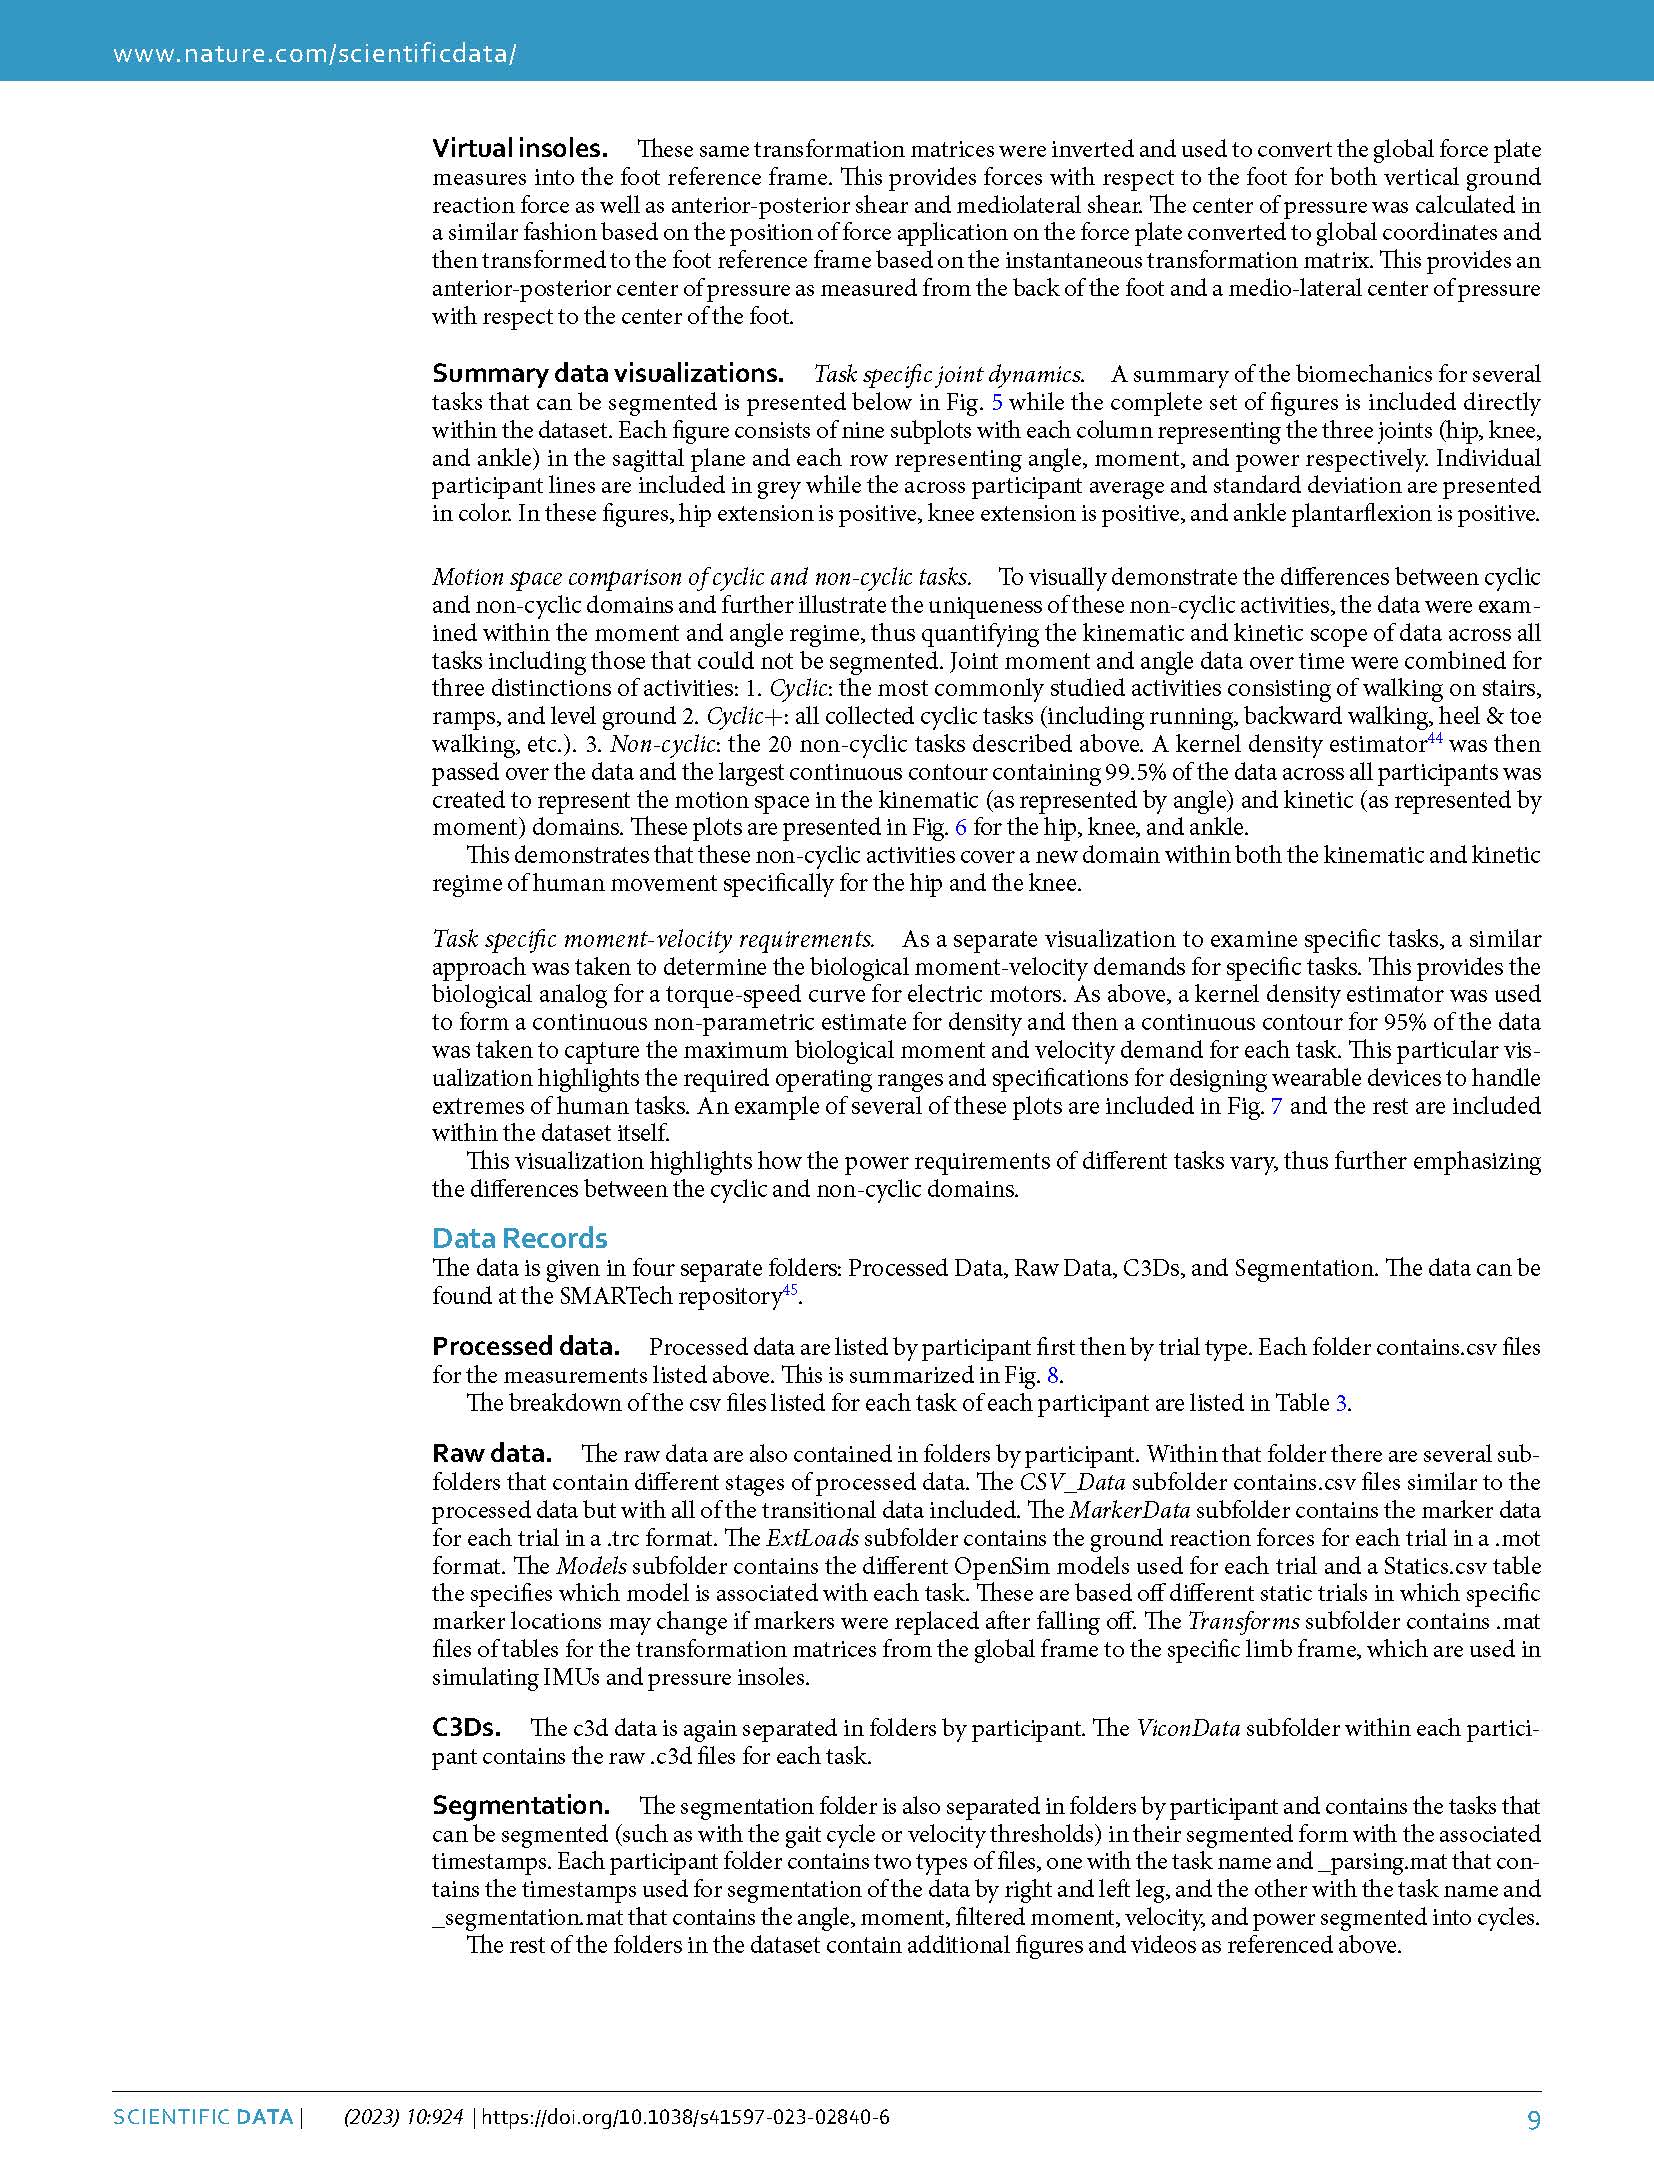 www.nature.com/scientificdata/
Virtual insoles. These same transformation matrices were inverted and used to convert the global force plate
measures into the foot reference frame. This provides forces with respect to the foot for both vertical ground
reaction force as well as anterior-posterior shear and mediolateral shear. The center of pressure was calculated in
a similar fashion based on the position of force application on the force plate converted to global coordinates and
then transformed to the foot reference frame based on the instantaneous transformation matrix. This provides an
anterior-posterior center of pressure as measured from the back of the foot and a medio-lateral center of pressure
with respect to the center of the foot.
Summary data visualizations. Task specific joint dynamics. A summary of the biomechanics for several
tasks that can be segmented is presented below in Fig. 5 while the complete set of figures is included directly
within the dataset. Each figure consists of nine subplots with each column representing the three joints (hip, knee,
and ankle) in the sagittal plane and each row representing angle, moment, and power respectively. Individual
participant lines are included in grey while the across participant average and standard deviation are presented
in color. In these figures, hip extension is positive, knee extension is positive, and ankle plantarflexion is positive.
Motion space comparison of cyclic and non-cyclic tasks. To visually demonstrate the differences between cyclic
and non-cyclic domains and further illustrate the uniqueness of these non-cyclic activities, the data were exam-
ined within the moment and angle regime, thus quantifying the kinematic and kinetic scope of data across all
tasks including those that could not be segmented. Joint moment and angle data over time were combined for
three distinctions of activities: 1. Cyclic: the most commonly studied activities consisting of walking on stairs,
ramps, and level ground 2. Cyclic+: all collected cyclic tasks (including running, backward walking, heel & toe
walking, etc.). 3. Non-cyclic: the 20 non-cyclic tasks described above. A kernel density estimator44 was then
passed over the data and the largest continuous contour containing 99.5% of the data across all participants was
created to represent the motion space in the kinematic (as represented by angle) and kinetic (as represented by
moment) domains. These plots are presented in Fig. 6 for the hip, knee, and ankle.
This demonstrates that these non-cyclic activities cover a new domain within both the kinematic and kinetic
regime of human movement specifically for the hip and the knee.
Task specific moment-velocity requirements. As a separate visualization to examine specific tasks, a similar
approach was taken to determine the biological moment-velocity demands for specific tasks. This provides the
biological analog for a torque-speed curve for electric motors. As above, a kernel density estimator was used
to form a continuous non-parametric estimate for density and then a continuous contour for 95% of the data
was taken to capture the maximum biological moment and velocity demand for each task. This particular vis-
ualization highlights the required operating ranges and specifications for designing wearable devices to handle
extremes of human tasks. An example of several of these plots are included in Fig. 7 and the rest are included
within the dataset itself.
This visualization highlights how the power requirements of different tasks vary, thus further emphasizing
the differences between the cyclic and non-cyclic domains.
Data Records
The data is given in four separate folders: Processed Data, Raw Data, C3Ds, and Segmentation. The data can be
found at the SMARTech repository45.
Processed data. Processed data are listed by participant first then by trial type. Each folder contains.csv files
for the measurements listed above. This is summarized in Fig. 8.
The breakdown of the csv files listed for each task of each participant are listed in Table 3.
Raw data. The raw data are also contained in folders by participant. Within that folder there are several sub-
folders that contain different stages of processed data. The CSV_Data subfolder contains.csv files similar to the
processed data but with all of the transitional data included. The MarkerData subfolder contains the marker data
for each trial in a .trc format. The ExtLoads subfolder contains the ground reaction forces for each trial in a .mot
format. The Models subfolder contains the different OpenSim models used for each trial and a Statics.csv table
the specifies which model is associated with each task. These are based off different static trials in which specific
marker locations may change if markers were replaced after falling off. The Transforms subfolder contains .mat
files of tables for the transformation matrices from the global frame to the specific limb frame, which are used in
simulating IMUs and pressure insoles.
C3Ds. The c3d data is again separated in folders by participant. The ViconData subfolder within each partici-
pant contains the raw .c3d files for each task.
Segmentation. The segmentation folder is also separated in folders by participant and contains the tasks that
can be segmented (such as with the gait cycle or velocity thresholds) in their segmented form with the associated
timestamps. Each participant folder contains two types of files, one with the task name and _parsing.mat that con-
tains the timestamps used for segmentation of the data by right and left leg, and the other with the task name and
_segmentation.mat that contains the angle, moment, filtered moment, velocity, and power segmented into cycles.
The rest of the folders in the dataset contain additional figures and videos as referenced above.
SCIENTIFIC DATA | (2023) 10:924 | https://doi.org/10.1038/s41597-023-02840-6 9